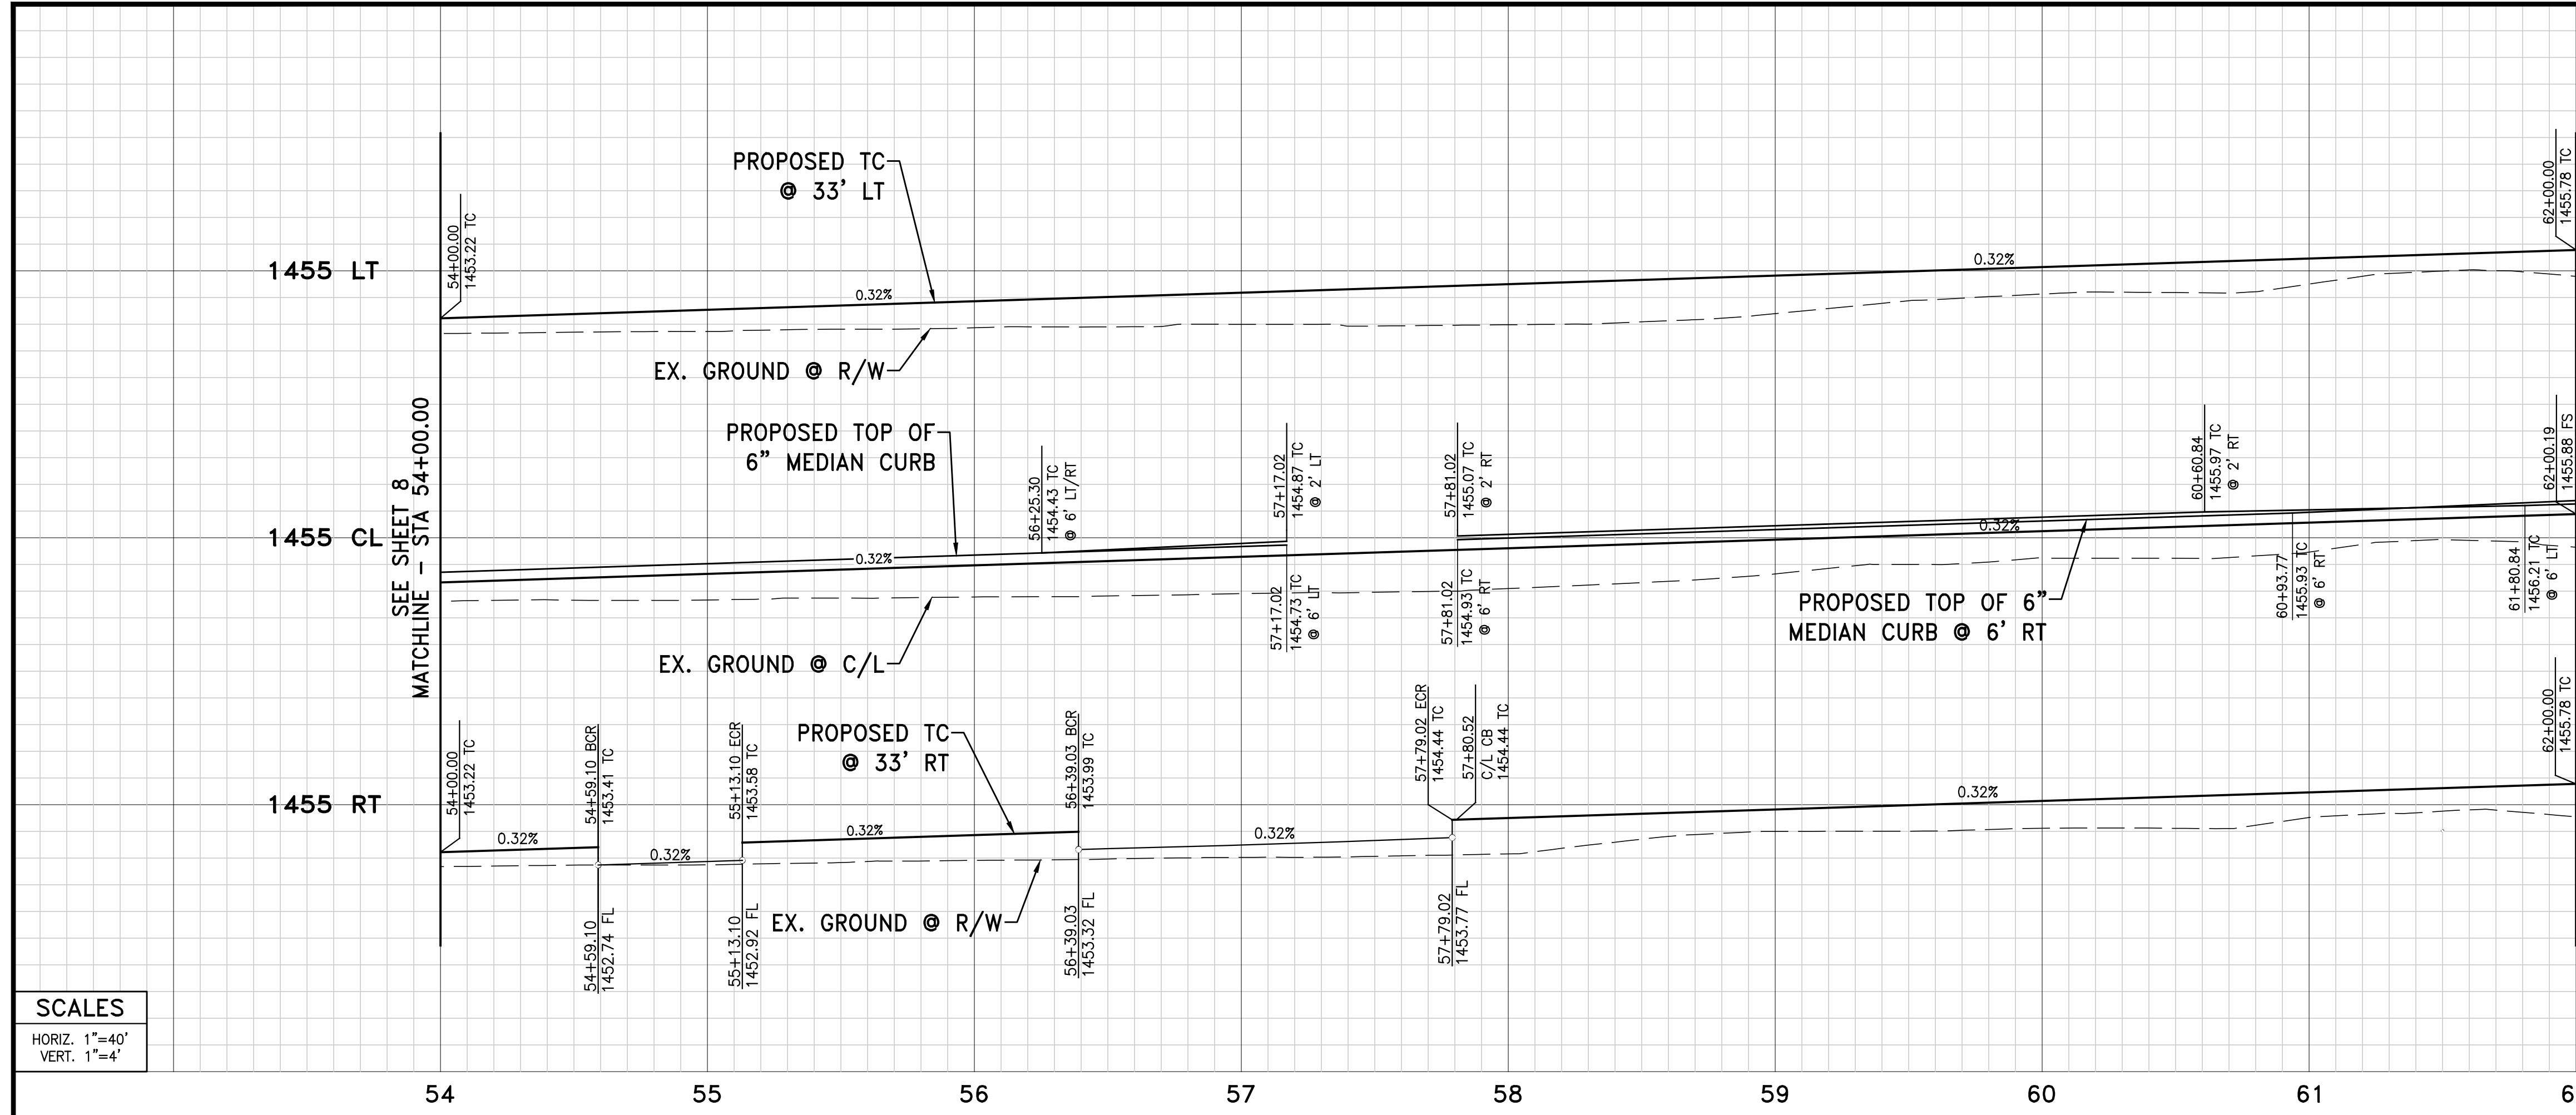 PROPOSED TC
@ 33' LT
54+00.00
1453.22 TC
62+00.00
1455.78 TC
1455 LT
0.32%
0.32%
EX. GROUND @ R/W
SEE SHEET 8
MATCHLINE - STA 54+00.00
PROPOSED TOP OF
6" MEDIAN CURB
56+25.30
1454.43 TC
@ 6' LT/RT
57+17.02
1454.87 TC
@ 2' LT
57+81.02
1455.07 TC
@ 2' RT
60+60.84
1455.97 TC
@ 2' RT
62+00.19
1455.88 FS
1455 CL
0.32%
0.32%
57+17.02
1454.73 TC
@ 6' LT
57+81.02
1454.93 TC
@ 6' RT
60+93.77
1455.93 TC
@ 6' RT
61+80.84
1456.21 TC
@ 6' LT
PROPOSED TOP OF 6"
MEDIAN CURB @ 6' RT
EX. GROUND @ C/L
54+00.00
1453.22 TC
54+59.10 BCR
1453.41 TC
55+13.10 ECR
1453.58 TC
PROPOSED TC
@ 33' RT
56+39.03 BCR
1453.99 TC
57+79.02 ECR
1454.44 TC
57+80.52
C/L CB
1454.44 TC
62+00.00
1455.78 TC
1455 RT
0.32%
0.32%
0.32%
0.32%
0.32%
54+59.10
1452.74 FL
55+13.10
1452.92 FL
EX. GROUND @ R/W
56+39.03
1453.32 FL
57+79.02
1453.77 FL
SCALES
HORIZ. 1"=40'
VERT. 1"=4'
54 55 56 57 58 59 60 61